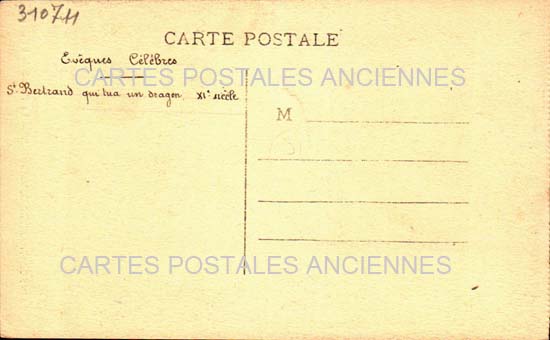 31074
CARTE POSTALE
Evêques Célèbres
CARTES POSTALES ANCIENNES
St Bertrand qui tua un dragon XIe siècle
M
CARTES POSTALES ANCIENNES